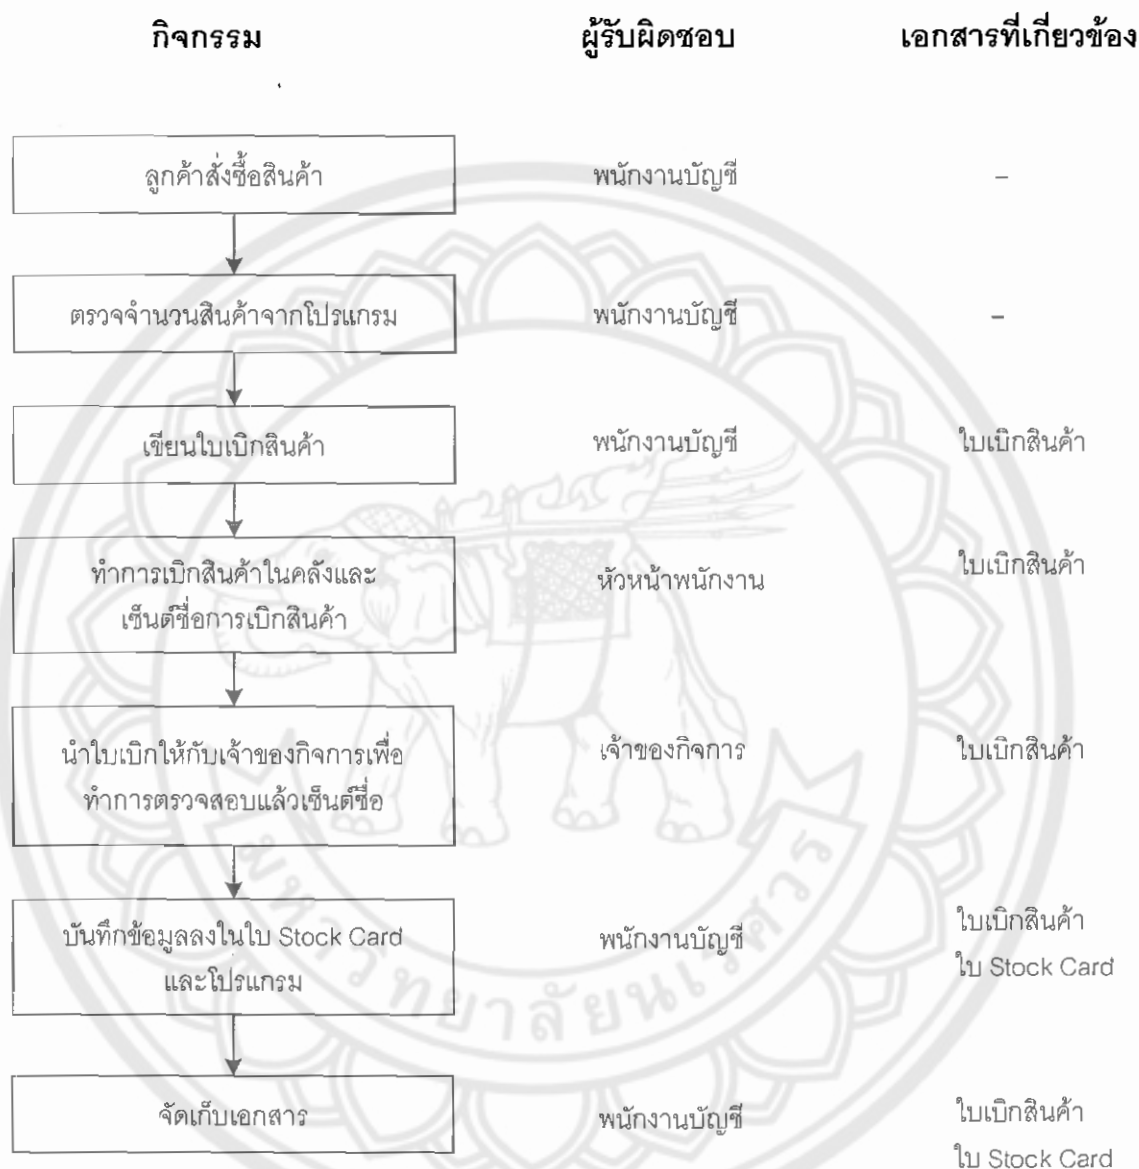 กิจกรรม ผู้รับผิดชอบ เอกสารที่เกี่ยวข้อง
ลูกค้าสั่งซื้อสินค้า พนักงานบัญชี –
ตรวจจำนวนสินค้าจากโปรแกรม พนักงานบัญชี –
เขียนใบเบิกสินค้า พนักงานบัญชี ใบเบิกสินค้า
ทำการเบิกสินค้าในคลังและ
เซ็นต์ชื่อการเบิกสินค้า
หัวหน้าพนักงาน
ใบเบิกสินค้า
นำใบเบิกให้กับเจ้าของกิจการเพื่อ
ทำการตรวจสอบแล้วเซ็นต์ชื่อ
เจ้าของกิจการ
ใบเบิกสินค้า
บันทึกข้อมูลลงในใบ Stock Card
และโปรแกรม
พนักงานบัญชี
ใบเบิกสินค้า
ใบ Stock Card
จัดเก็บเอกสาร
พนักงานบัญชี
ใบเบิกสินค้า
ใบ Stock Card
มหาวิทยาลัยนเรศวร